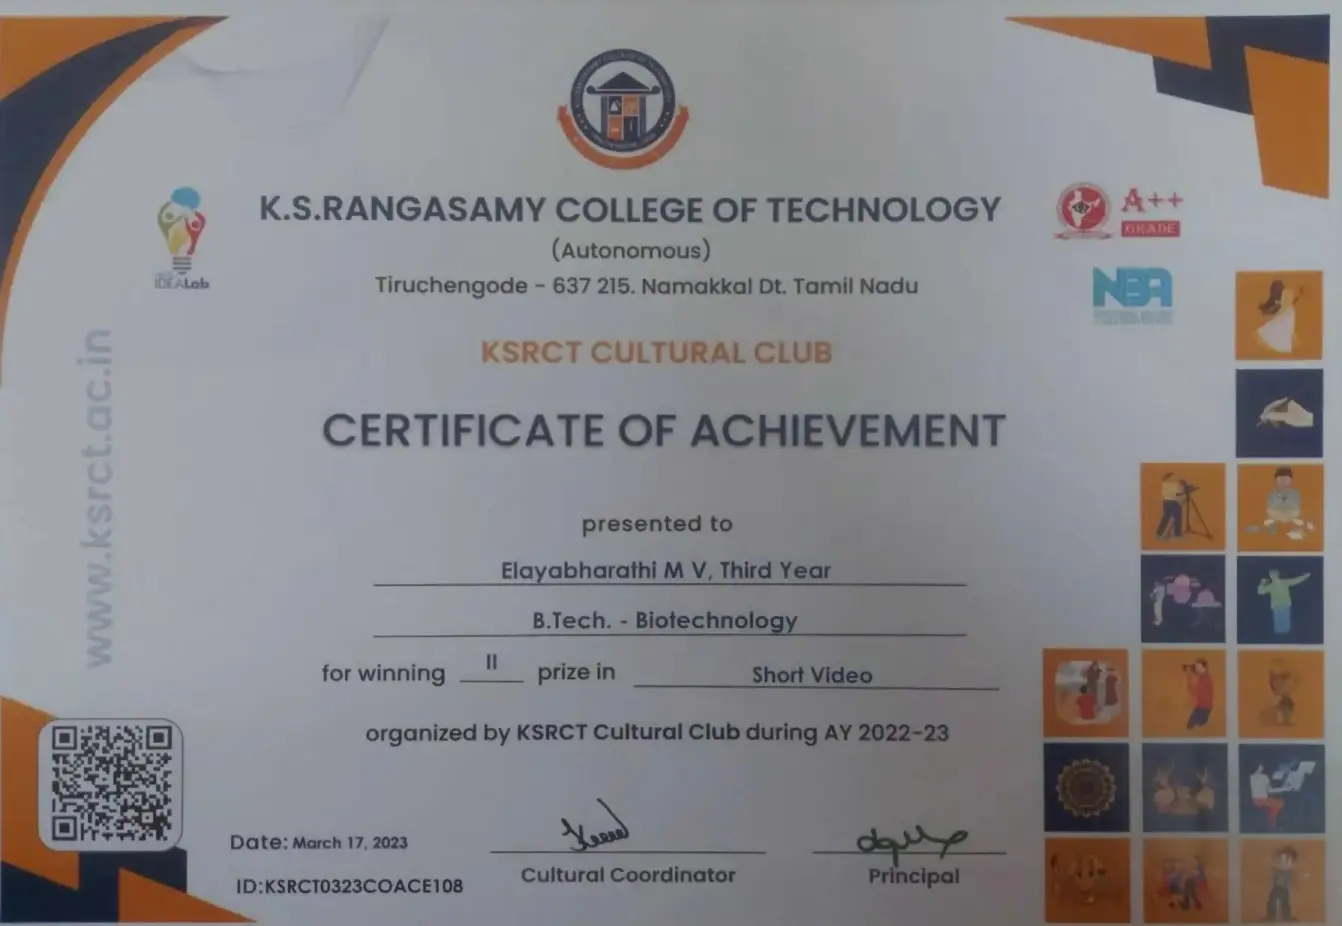 K.S.RANGASAMY COLLEGE OF TECHNOLOGY
(Autonomous)
Tiruchengode - 637 215. Namakkal Dt. Tamil Nadu
IDEALab
A++
GRADE
NBA
KSRCT CULTURAL CLUB
CERTIFICATE OF ACHIEVEMENT
www.ksrct.ac.in
presented to
Elayabharathi M V, Third Year
B.Tech. - Biotechnology
for winning II prize in Short Video
organized by KSRCT Cultural Club during AY 2022-23
Date: March 17, 2023
ID:KSRCT0323COACE108
Cultural Coordinator
Principal